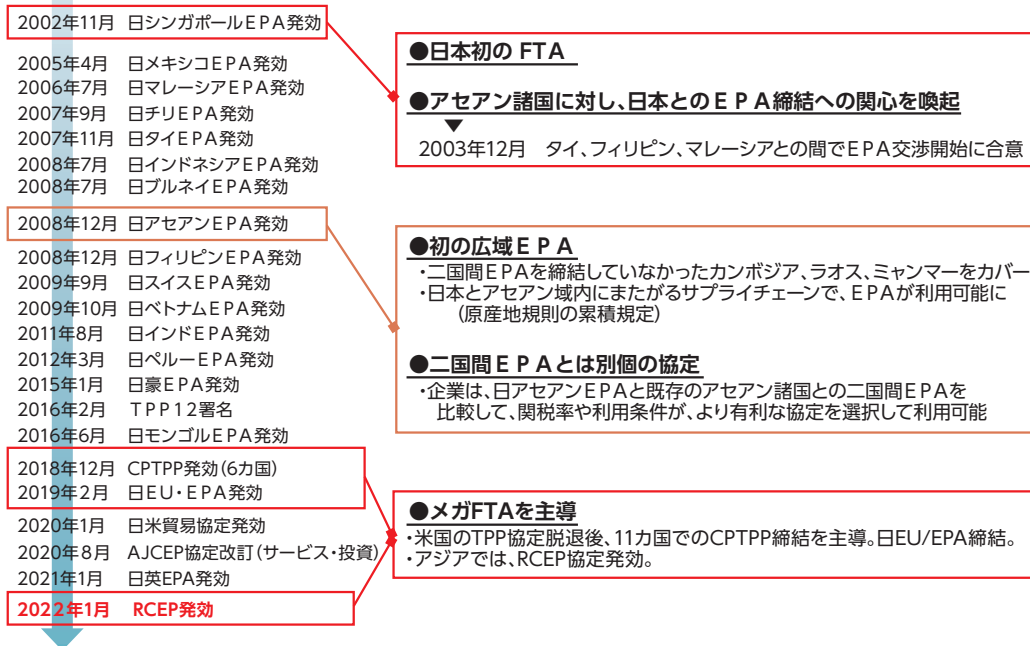 2002年11月 日シンガポールEPA発効
2005年4月 日メキシコEPA発効
2006年7月 日マレーシアEPA発効
2007年9月 日チリEPA発効
2007年11月 日タイEPA発効
2008年7月 日インドネシアEPA発効
2008年7月 日ブルネイEPA発効
2008年12月 日アセアンEPA発効
2008年12月 日フィリピンEPA発効
2009年9月 日スイスEPA発効
2009年10月 日ベトナムEPA発効
2011年8月 日インドEPA発効
2012年3月 日ペルーEPA発効
2015年1月 日豪EPA発効
2016年2月 TPP12署名
2016年6月 日モンゴルEPA発効
2018年12月 CPTPP発効(6カ国)
2019年2月 日EU・EPA発効
2020年1月 日米貿易協定発効
2020年8月 AJCEP協定改訂(サービス・投資)
2021年1月 日英EPA発効
2022年1月 RCEP発効
●日本初の FTA
●アセアン諸国に対し、日本とのEPA締結への関心を喚起
▼
2003年12月 タイ、フィリピン、マレーシアとの間でEPA交渉開始に合意
●初の広域EPA
・二国間EPAを締結していなかったカンボジア、ラオス、ミャンマーをカバー
・日本とアセアン域内にまたがるサプライチェーンで、EPAが利用可能に
(原産地規則の累積規定)
●二国間EPAとは別個の協定
・企業は、日アセアンEPAと既存のアセアン諸国との二国間EPAを
比較して、関税率や利用条件が、より有利な協定を選択して利用可能
●メガFTAを主導
・米国のTPP協定脱退後、11カ国でのCPTPP締結を主導。日EU/EPA締結。
・アジアでは、RCEP協定発効。